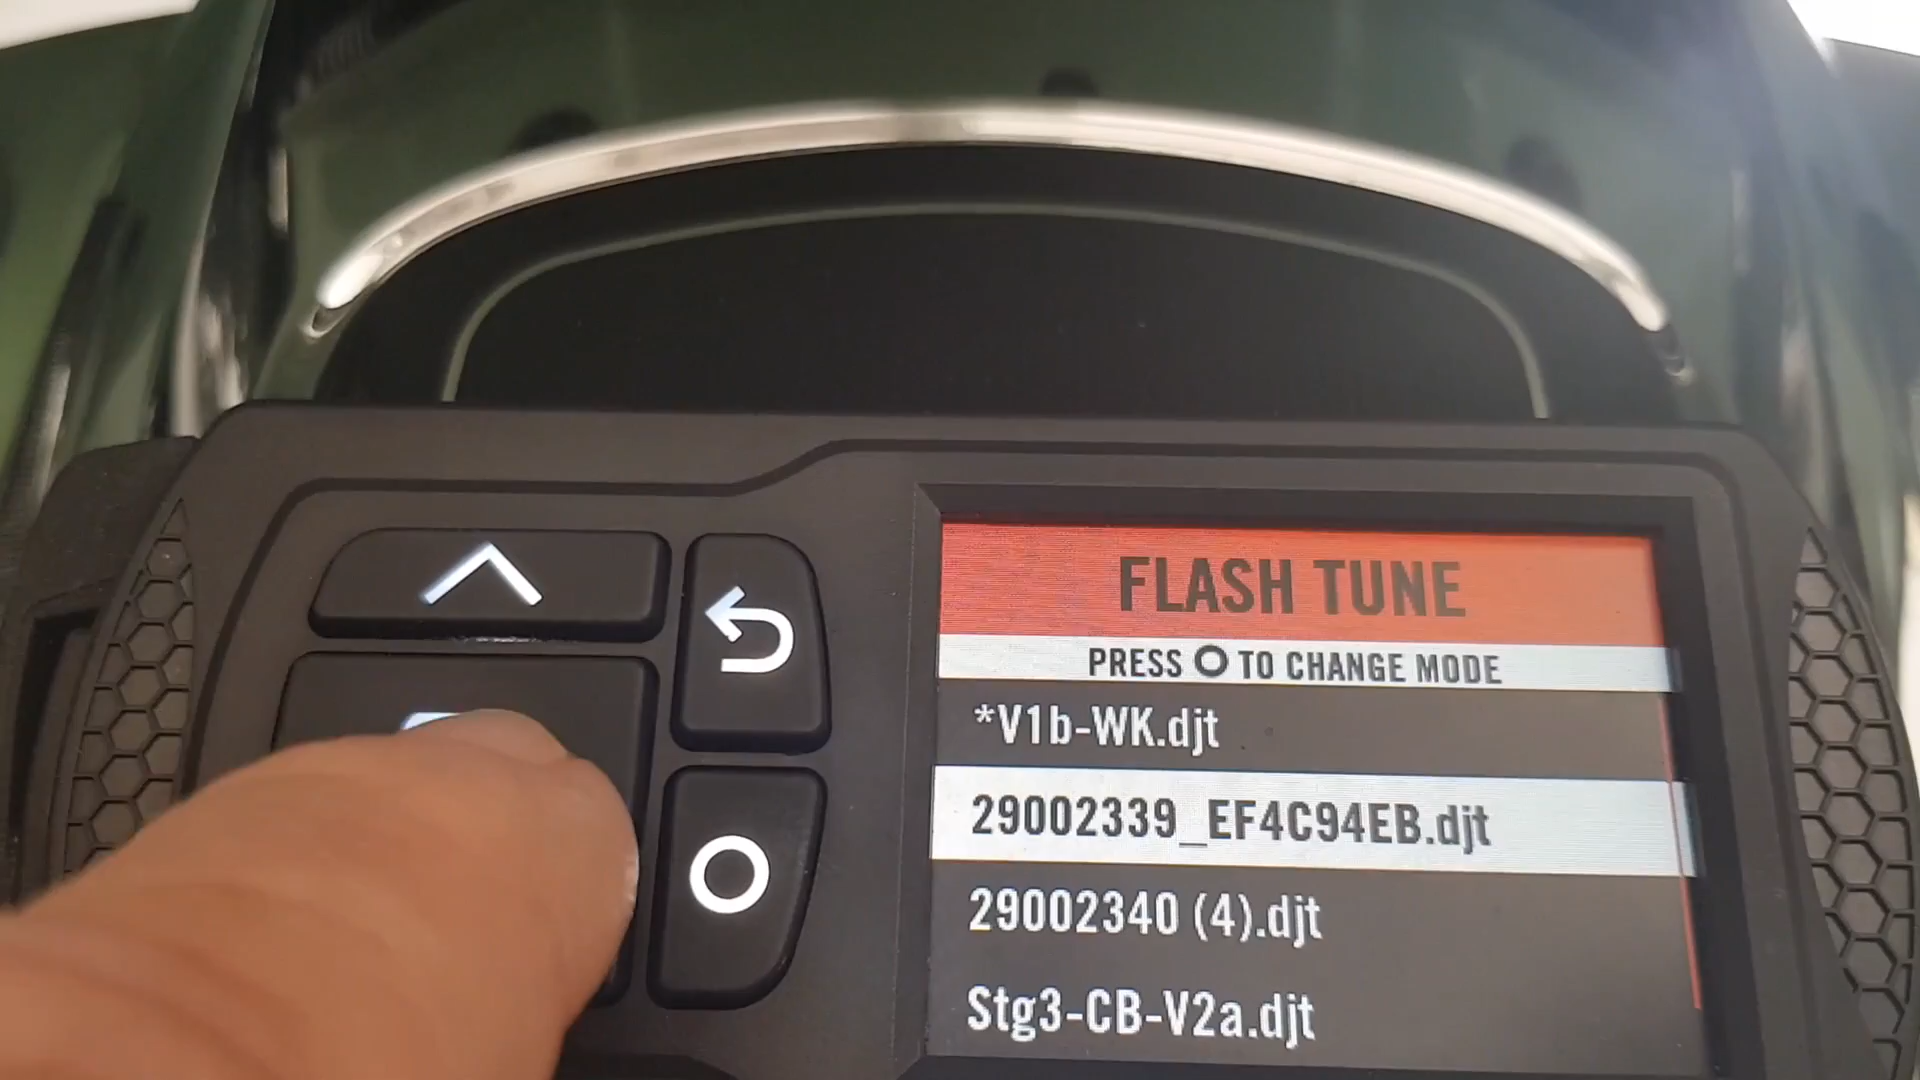 FLASH TUNE
PRESS O TO CHANGE MODE
*V1b-WK.djt
29002339_EF4C94EB.djt
29002340 (4).djt
Stg3-CB-V2a.djt